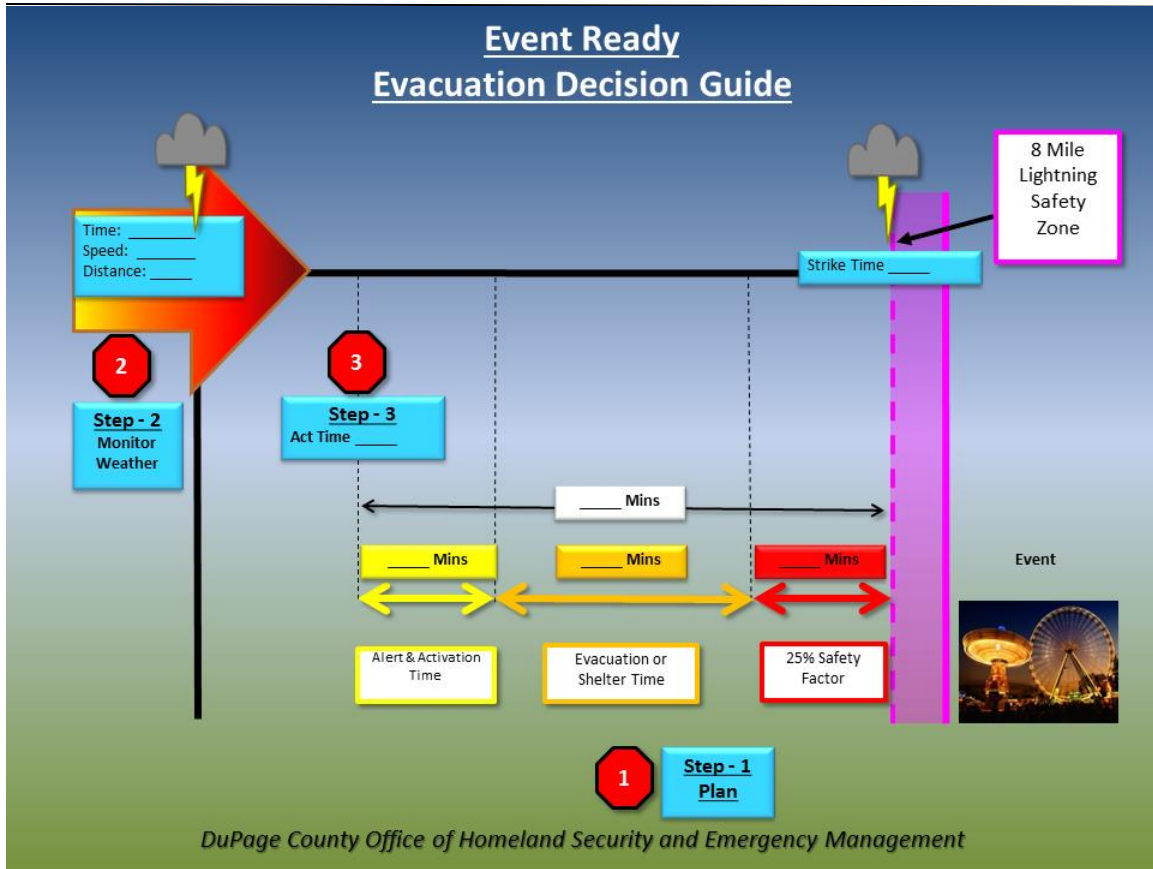 Event Ready
Evacuation Decision Guide
8 Mile
Lightning
Safety
Zone
Time: ________
Speed: _______
Distance: _____
Strike Time _____
2
Step - 2
Monitor
Weather
3
Step - 3
Act Time _____
_____ Mins
_____ Mins
_____ Mins
_____ Mins
Event
Alert & Activation
Time
Evacuation or
Shelter Time
25% Safety
Factor
1
Step - 1
Plan
DuPage County Office of Homeland Security and Emergency Management